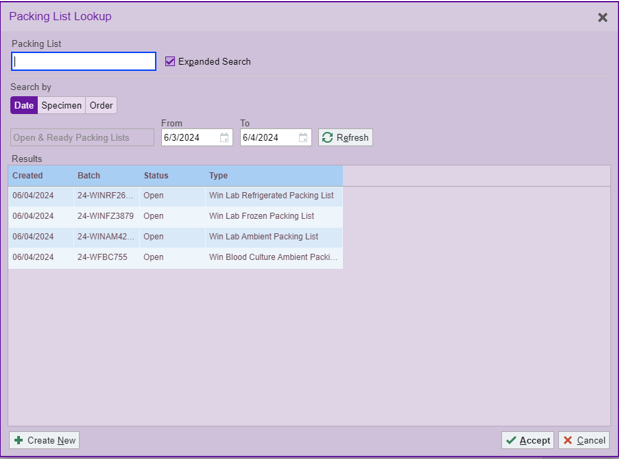 Packing List Lookup
Packing List
Expanded Search
Search by
Date Specimen Order
From To
Open & Ready Packing Lists 6/3/2024 6/4/2024 Refresh
Results
Created Batch Status Type
06/04/2024 24-WINRF26... Open Win Lab Refrigerated Packing List
06/04/2024 24-WINFZ3879 Open Win Lab Frozen Packing List
06/04/2024 24-WINAM42... Open Win Lab Ambient Packing List
06/04/2024 24-WFBC755 Open Win Blood Culture Ambient Packi...
Create New Accept Cancel